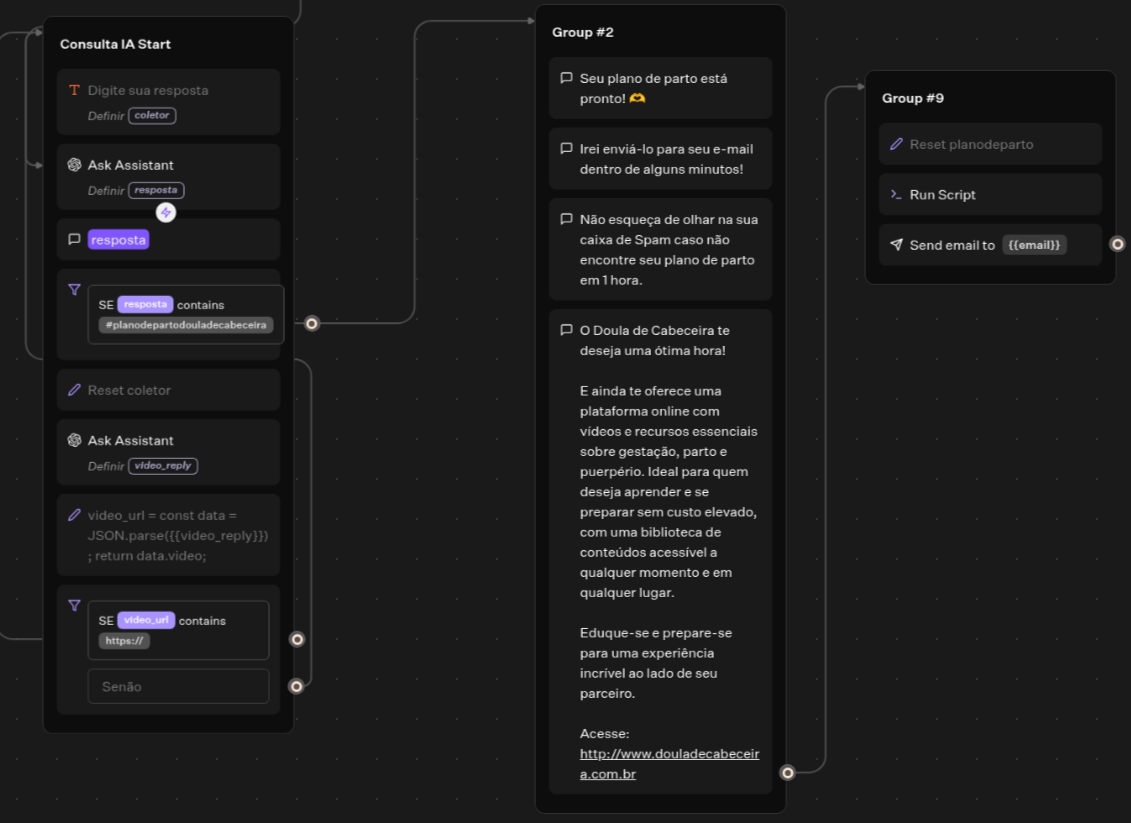 Consulta IA Start
Digite sua resposta
Definir coletor
Ask Assistant
Definir resposta
resposta
SE resposta contains
#planodepartodouladecabeceira
Reset coletor
Ask Assistant
Definir video_reply
video_url = const data =
JSON.parse({{video_reply}})
; return data.video;
SE video_url contains
https://
Senão
Group #2
Seu plano de parto está
pronto! 🫶
Irei enviá-lo para seu e-mail
dentro de alguns minutos!
Não esqueça de olhar na sua
caixa de Spam caso não
encontre seu plano de parto
em 1 hora.
O Doula de Cabeceira te
deseja uma ótima hora!
E ainda te oferece uma
plataforma online com
vídeos e recursos essenciais
sobre gestação, parto e
puerpério. Ideal para quem
deseja aprender e se
preparar sem custo elevado,
com uma biblioteca de
conteúdos acessível a
qualquer momento e em
qualquer lugar.
Eduque-se e prepare-se
para uma experiência
incrível ao lado de seu
parceiro.
Acesse:
http://www.douladecabeceir
a.com.br
Group #9
Reset planodeparto
Run Script
Send email to {{email}}